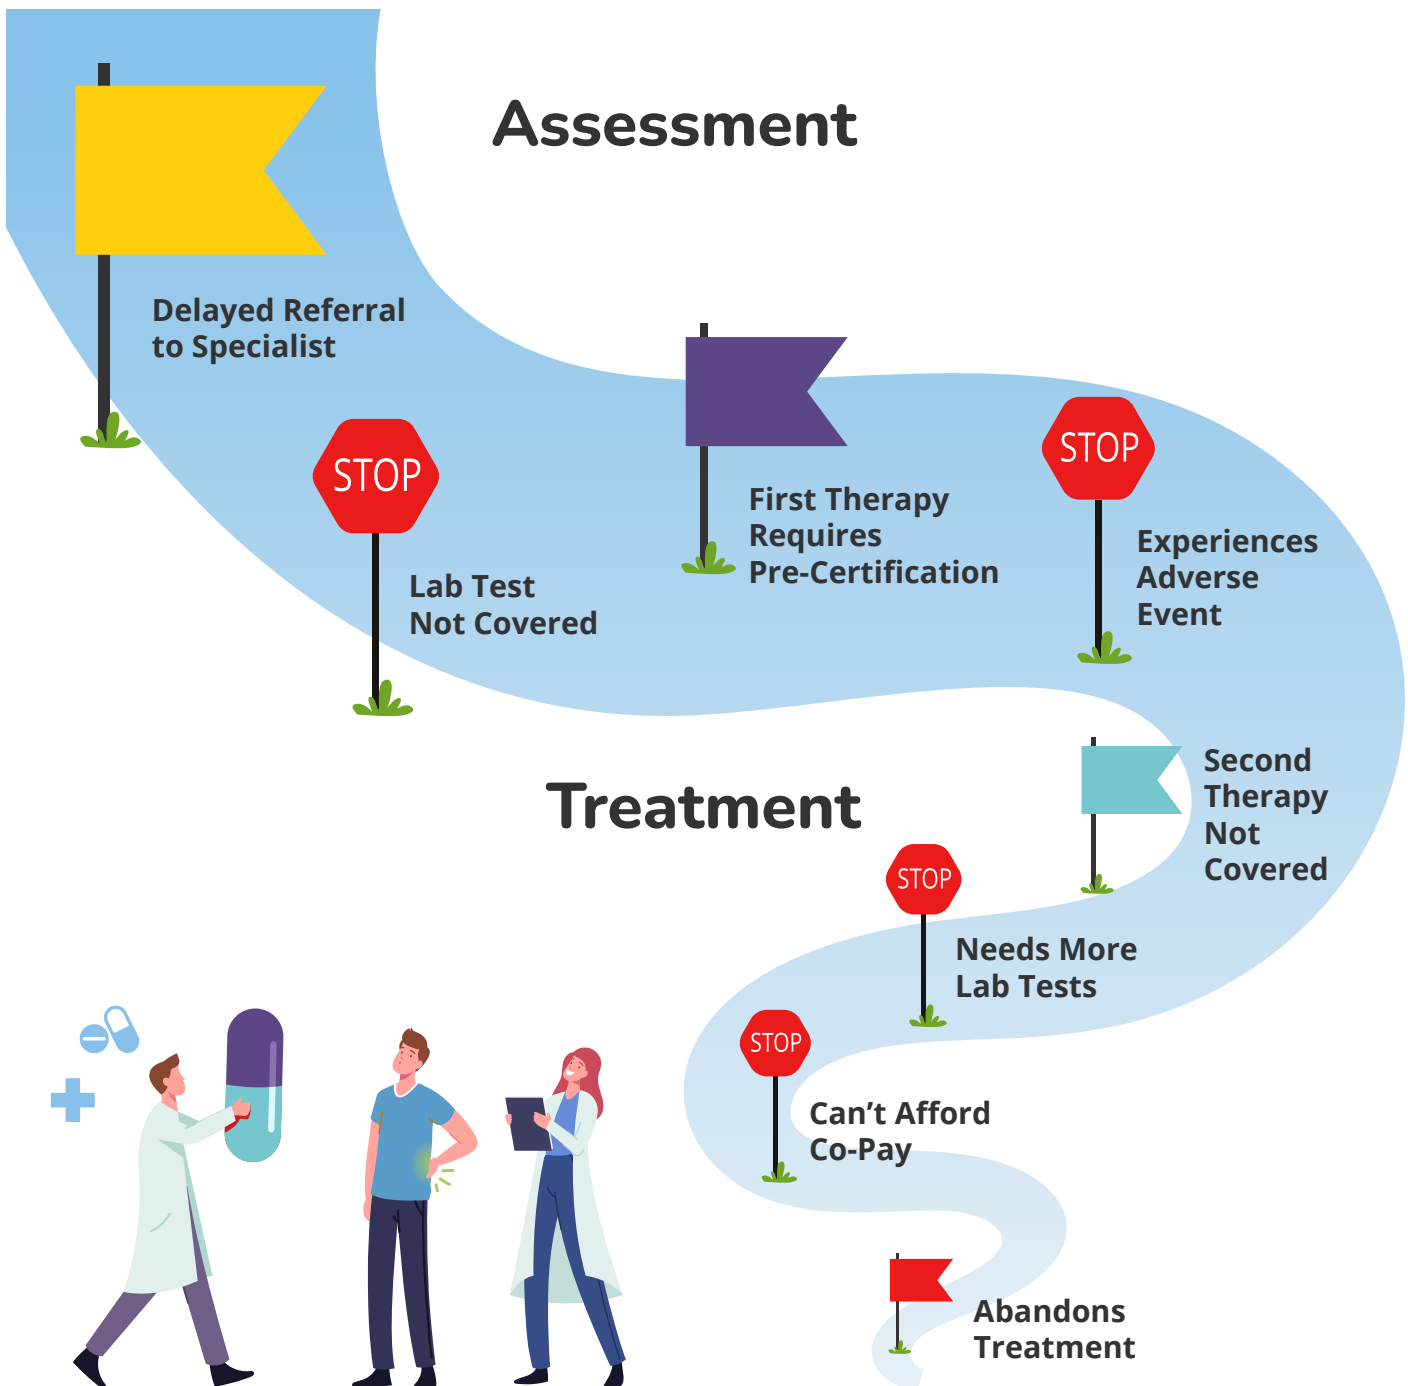 Assessment
Delayed Referral
to Specialist
STOP
Lab Test
Not Covered
First Therapy
Requires
Pre-Certification
STOP
Experiences
Adverse
Event
Treatment
Second
Therapy
Not
Covered
STOP
Needs More
Lab Tests
STOP
Can’t Afford
Co-Pay
Abandons
Treatment